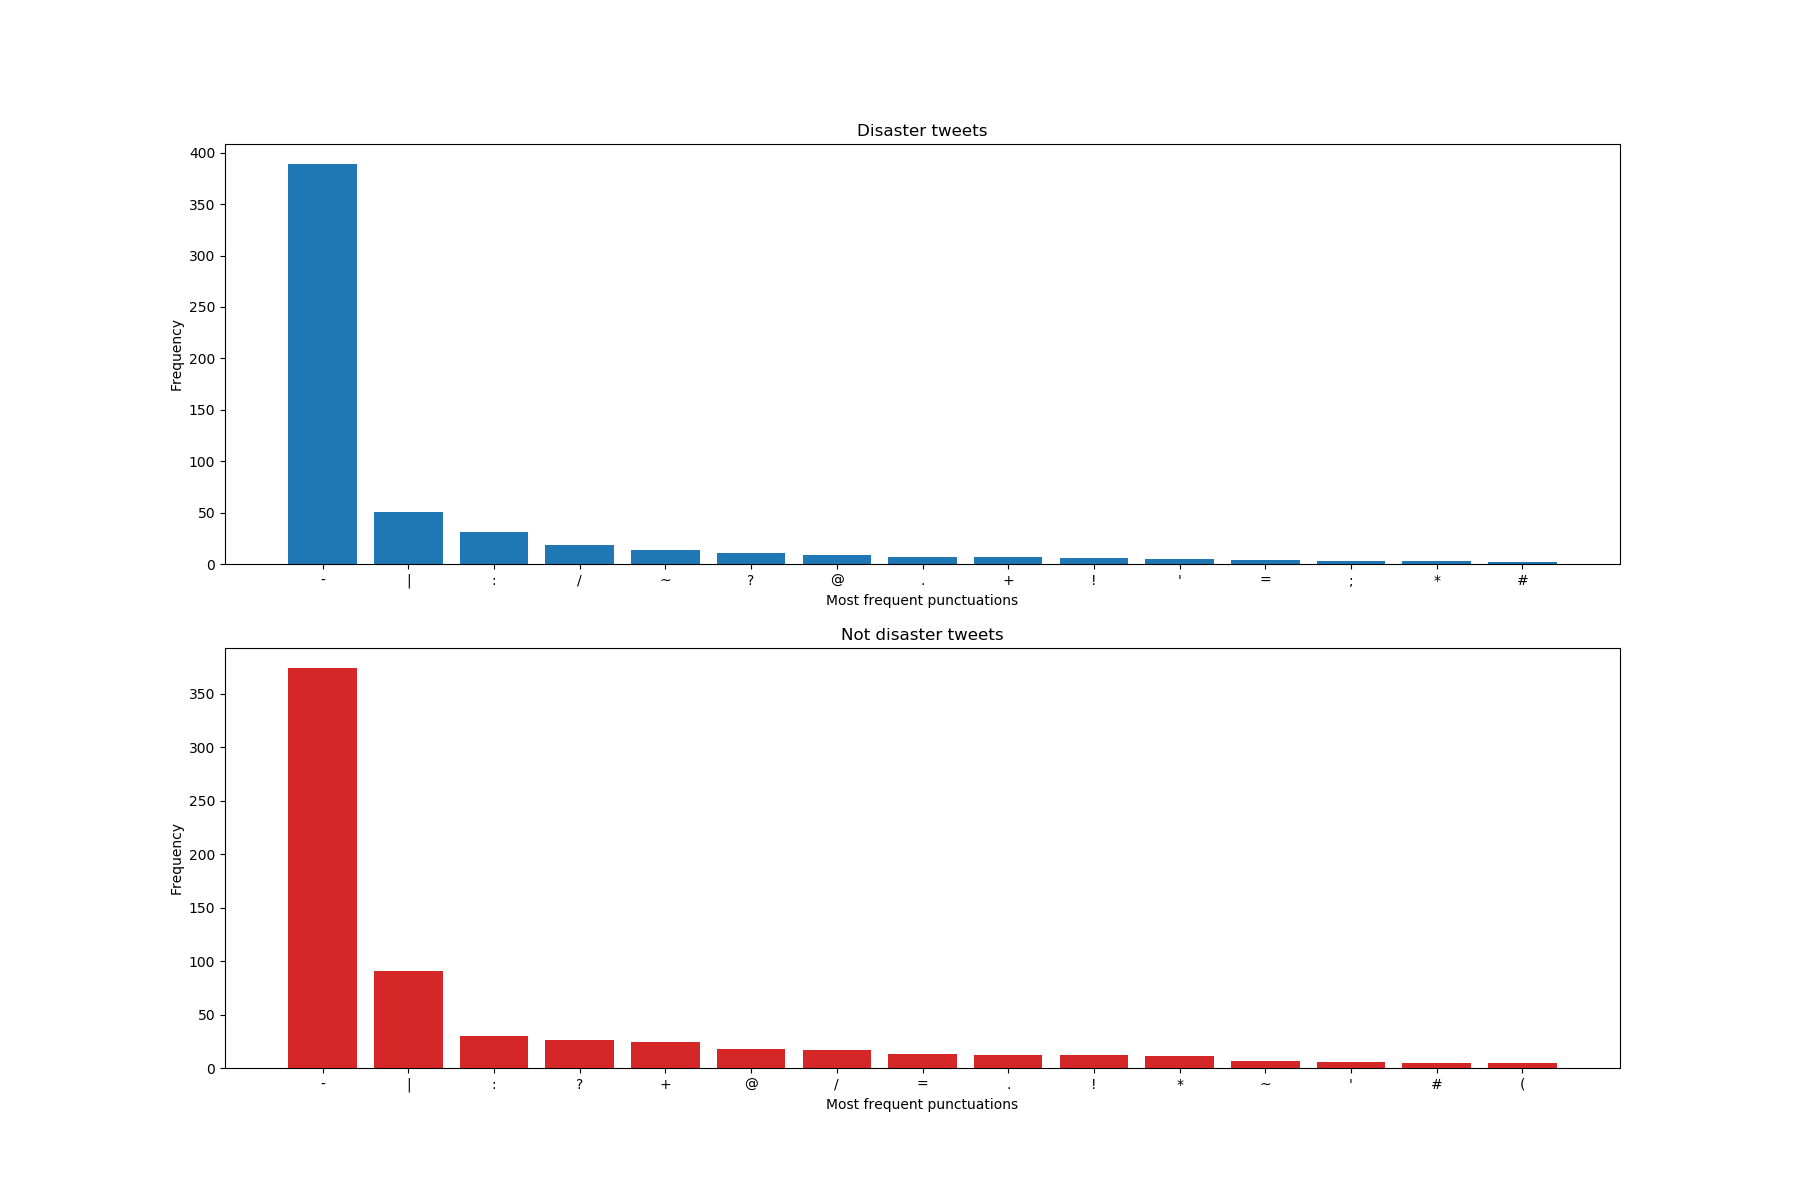 Disaster tweets
400
350
300
250
200
150
100
50
0
Frequency
- | : / ~ ? @ . + ! ' = ; * #
Most frequent punctuations
Not disaster tweets
350
300
250
200
150
100
50
0
Frequency
- | : ? + @ / = . ! * ~ ' # (
Most frequent punctuations